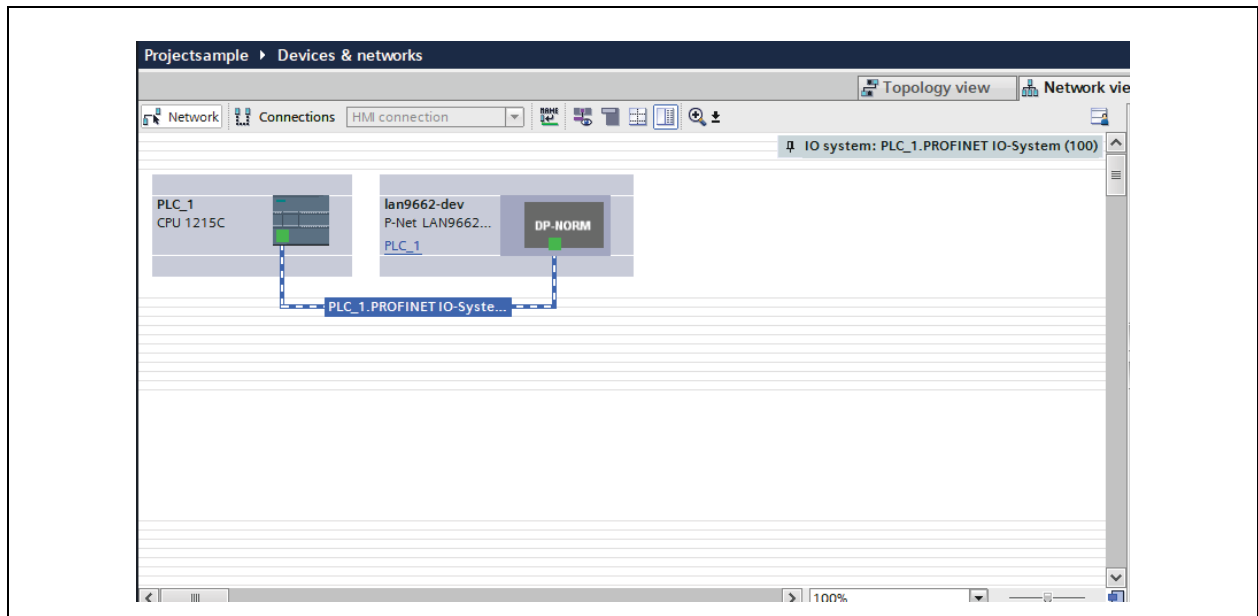 Projectsample ▸ Devices & networks
Topology view
Network vie
Network
Connections
HMI connection
NAME
IO system: PLC_1.PROFINET IO-System (100)
PLC_1
CPU 1215C
lan9662-dev
P-Net LAN9662...
PLC_1
DP-NORM
PLC_1.PROFINET IO-Syste...
100%